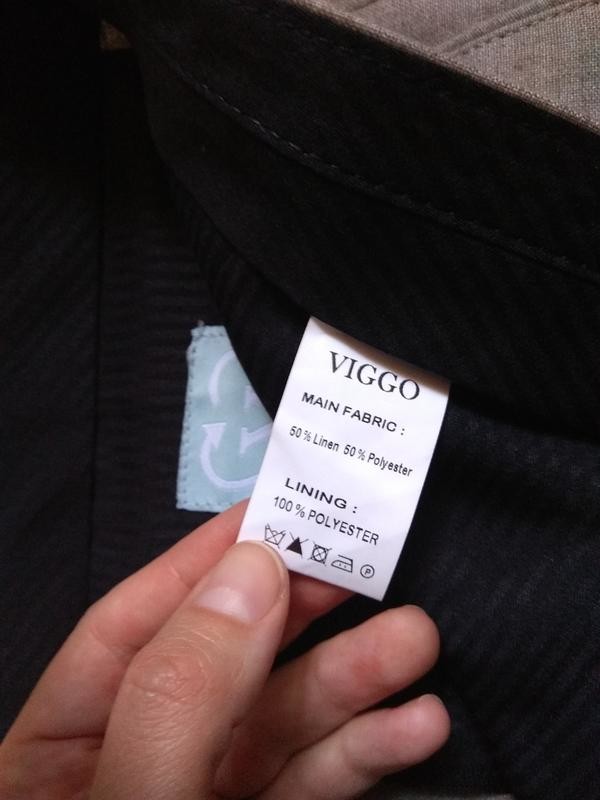 VIGGO
MAIN FABRIC :
50 % Linen 50 % Polyester
LINING :
100 % POLYESTER
P